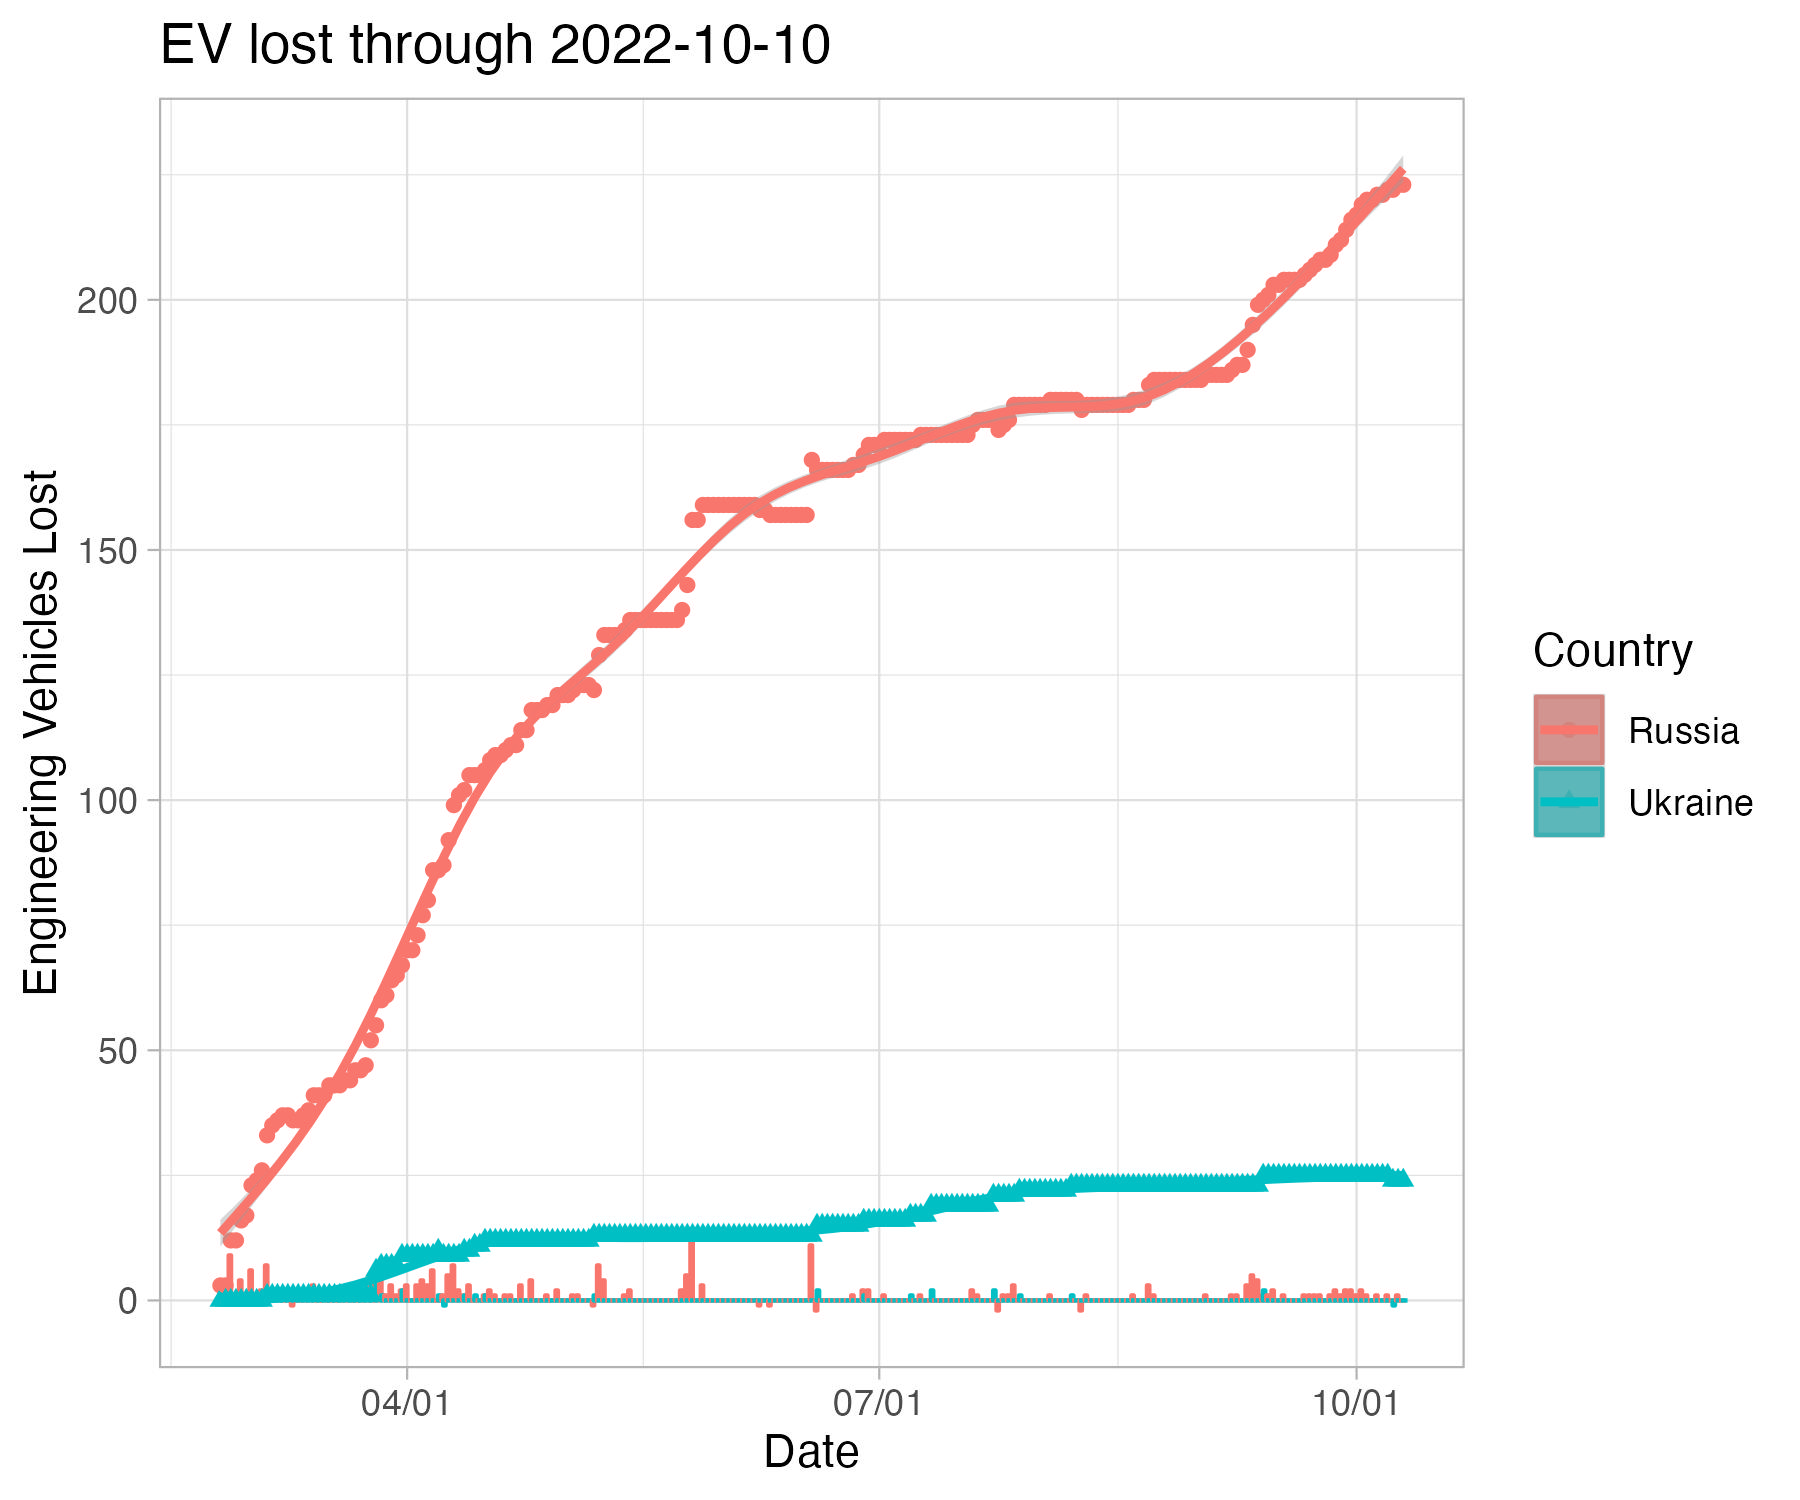 EV lost through 2022-10-10
Engineering Vehicles Lost
200
150
100
50
0
04/01
07/01
10/01
Date
Country
Russia
Ukraine